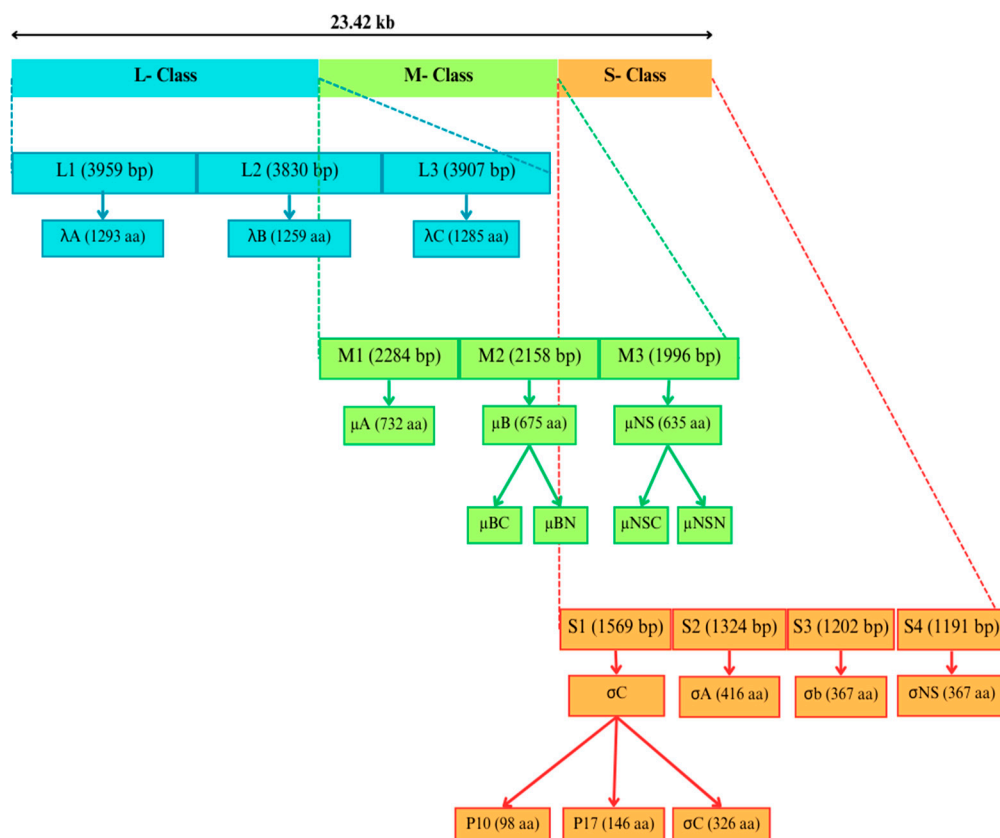 23.42 kb
L- Class
M- Class
S- Class
L1 (3959 bp)
L2 (3830 bp)
L3 (3907 bp)
λA (1293 aa)
λB (1259 aa)
λC (1285 aa)
M1 (2284 bp)
M2 (2158 bp)
M3 (1996 bp)
μA (732 aa)
μB (675 aa)
μNS (635 aa)
μBC
μBN
μNSC
μNSN
S1 (1569 bp)
S2 (1324 bp)
S3 (1202 bp)
S4 (1191 bp)
σC
σA (416 aa)
σb (367 aa)
σNS (367 aa)
P10 (98 aa)
P17 (146 aa)
σC (326 aa)